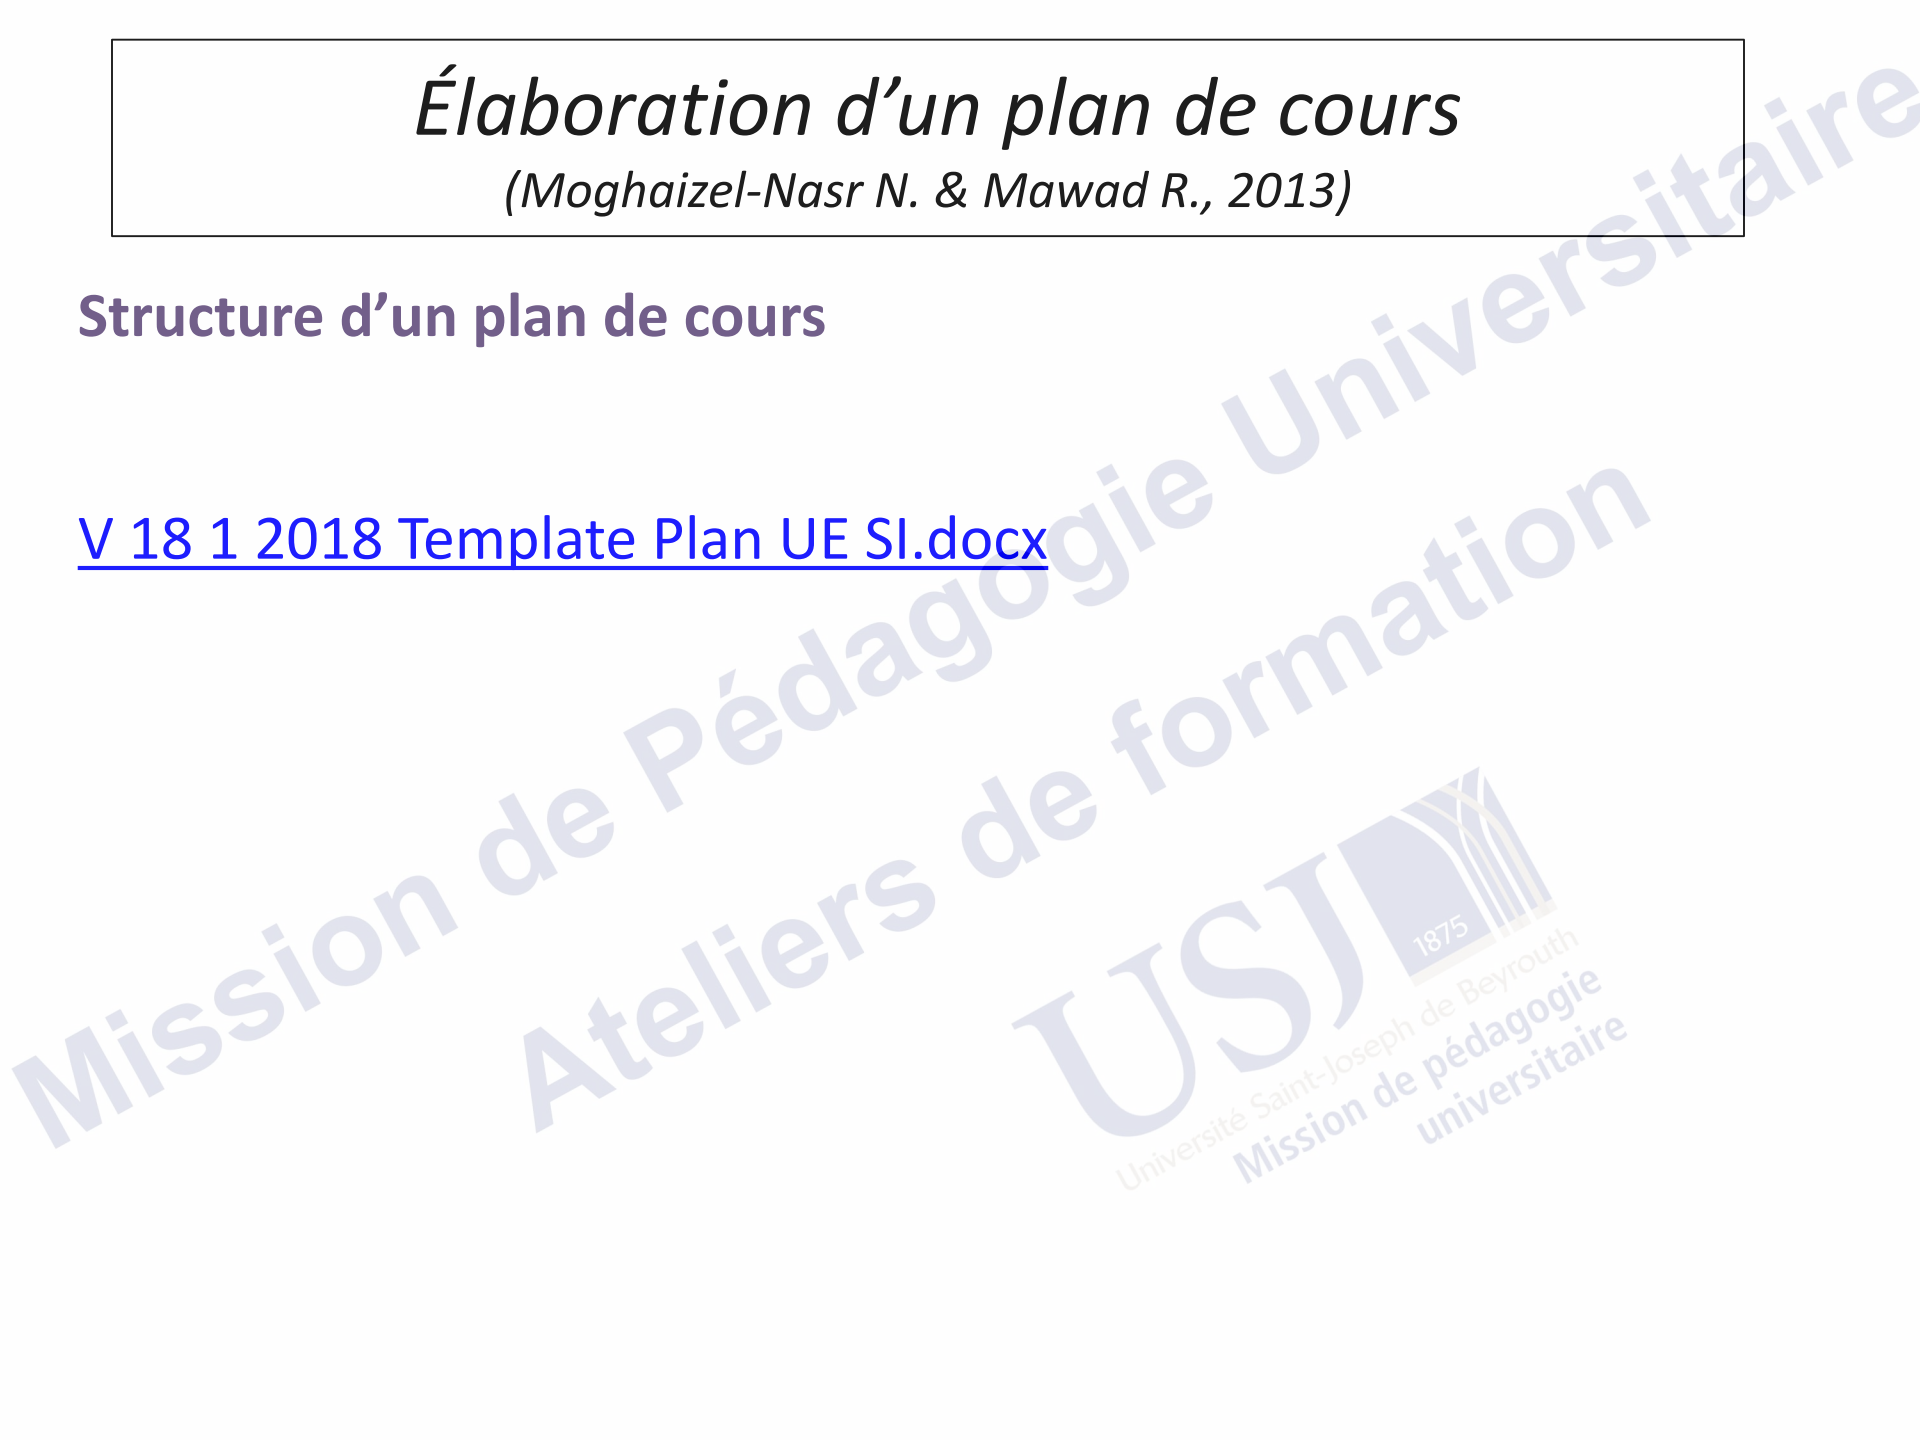 Élaboration d’un plan de cours
(Moghaizel-Nasr N. & Mawad R., 2013)
Structure d’un plan de cours
V 18 1 2018 Template Plan UE SI.docx
Mission de Pédagogie Universitaire
Ateliers de formation
USJ
1875
Université Saint-Joseph de Beyrouth
Mission de pédagogie
universitaire